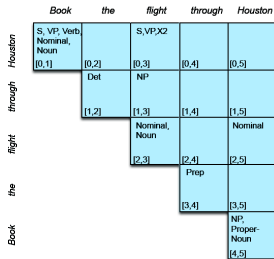 Book the flight through Houston
Houston
through
flight
the
Book
S, VP, Verb,
Nominal,
Noun
[0,1]
[0,2]
S,VP,X2
[0,3]
[0,4]
[0,5]
Det
[1,2]
NP
[1,3]
[1,4]
[1,5]
Nominal,
Noun
[2,3]
[2,4]
Nominal
[2,5]
Prep
[3,4]
[3,5]
NP,
Proper-
Noun
[4,5]